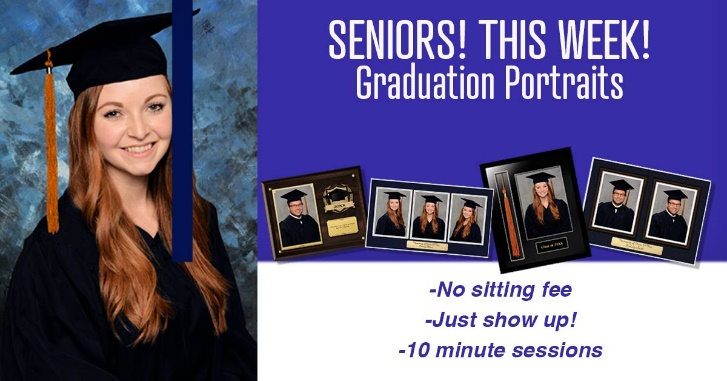 SENIORS! THIS WEEK!
Graduation Portraits
-No sitting fee
-Just show up!
-10 minute sessions